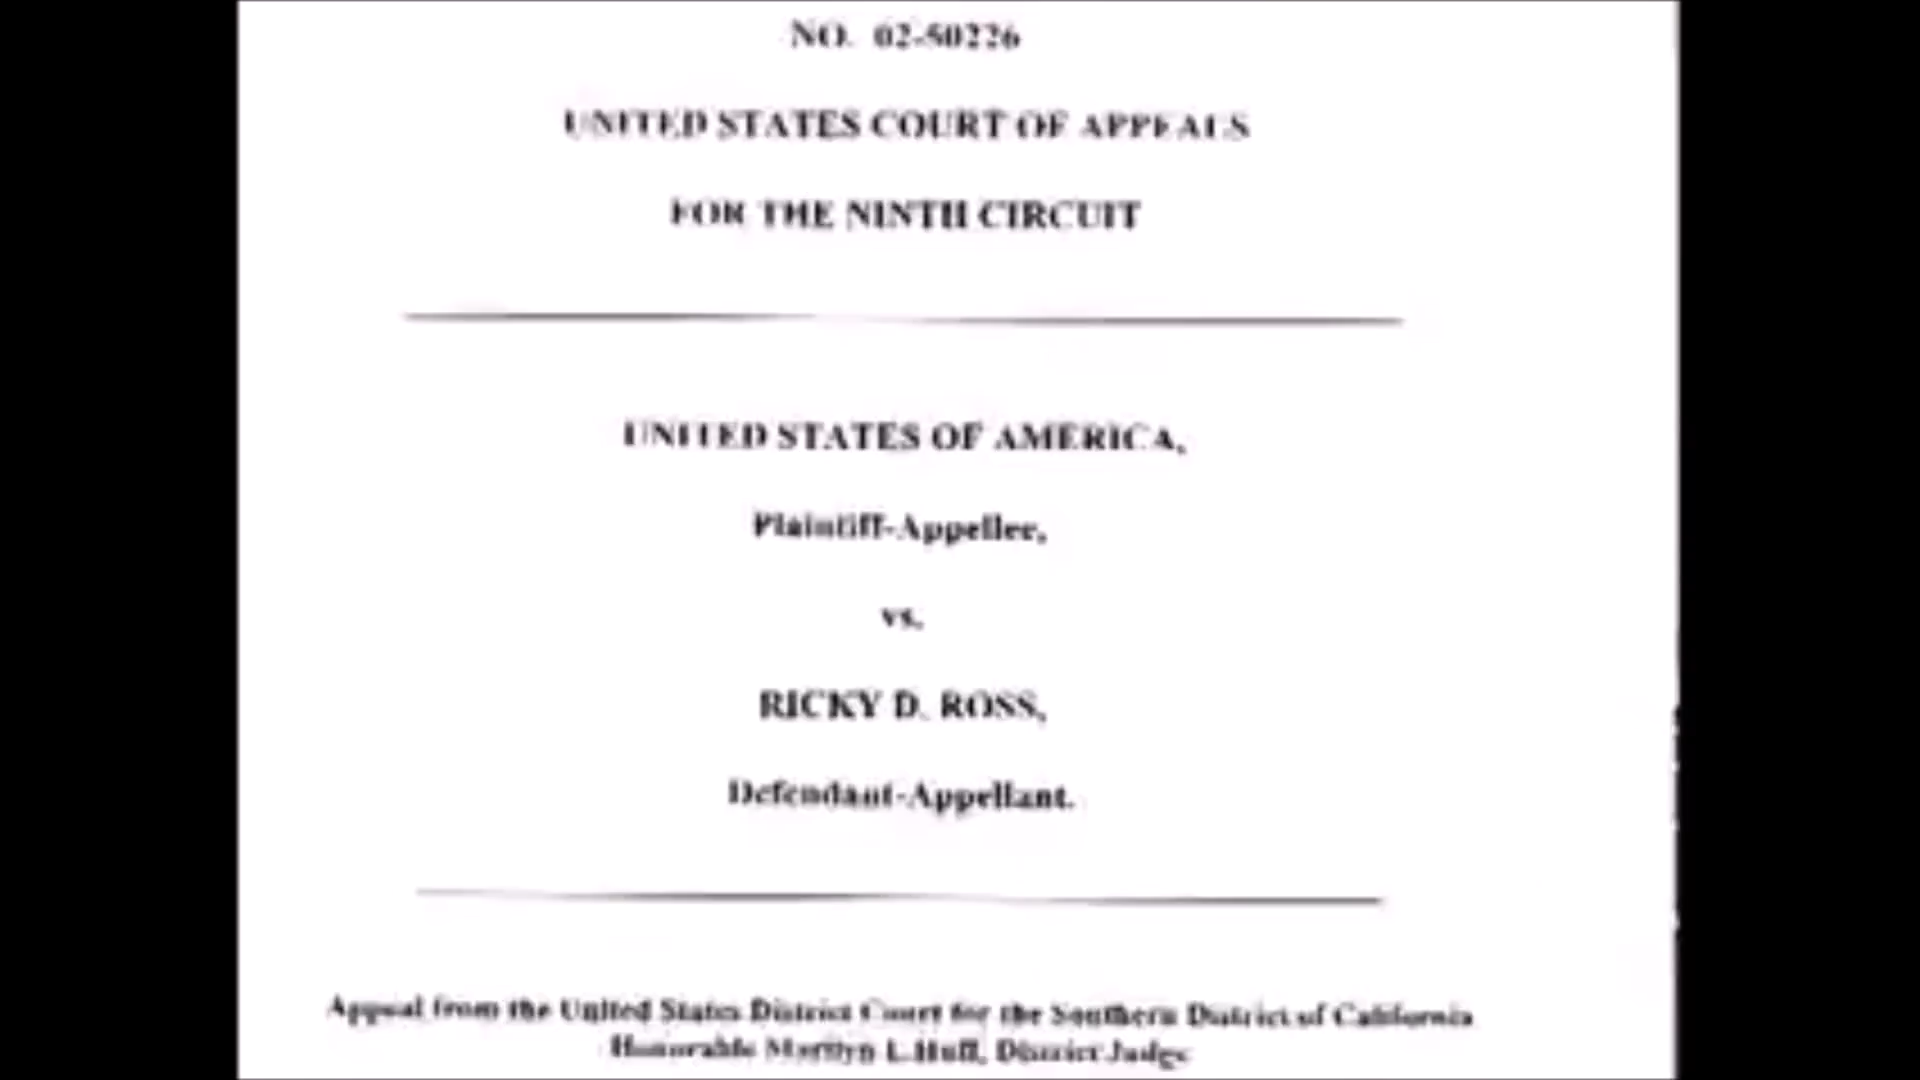 NO. 02-50226
UNITED STATES COURT OF APPEALS
FOR THE NINTH CIRCUIT
UNITED STATES OF AMERICA,
Plaintiff-Appellee,
vs.
RICKY D. ROSS,
Defendant-Appellant.
Appeal from the United States District Court for the Southern District of California
Honorable Marilyn L. Huff, District Judge